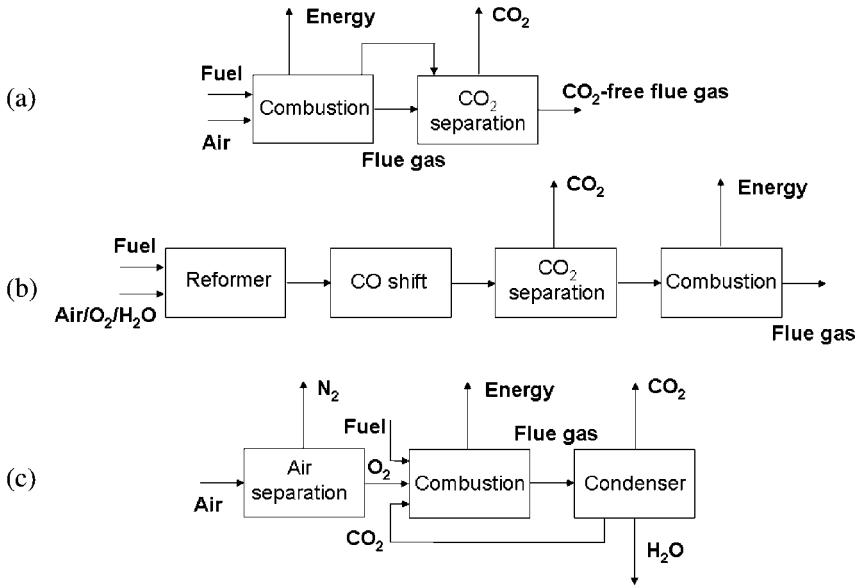 Energy
CO₂
(a)
Fuel
Combustion
CO₂
separation
CO₂-free flue gas
Air
Flue gas
CO₂
Energy
Fuel
(b)
Reformer
CO shift
CO₂
separation
Combustion
Air/O₂/H₂O
Flue gas
N₂
Energy
CO₂
Fuel
Flue gas
(c)
Air
separation
O₂
Combustion
Condenser
Air
CO₂
H₂O